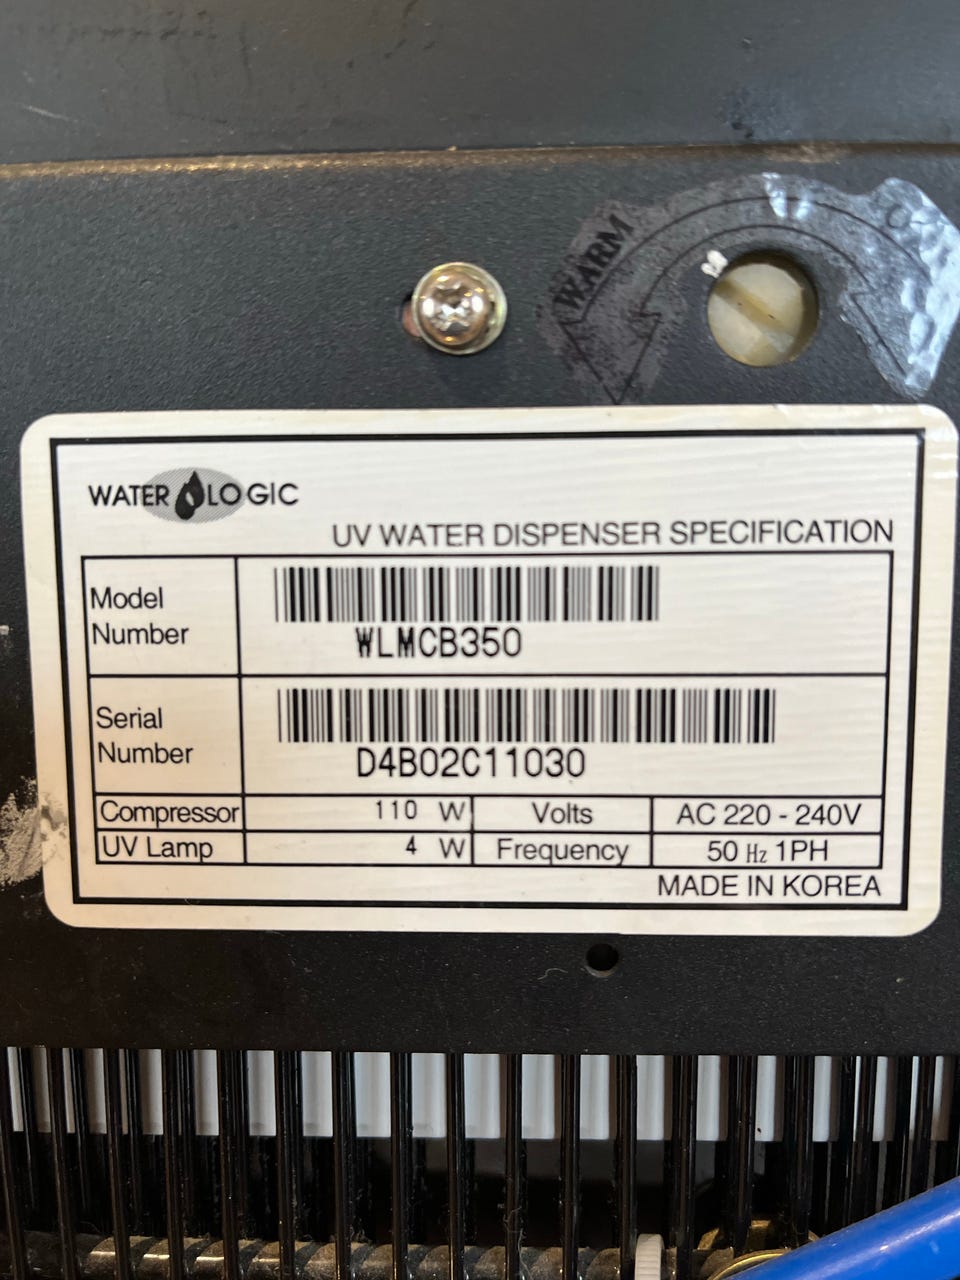 WARM
WATER LOGIC
UV WATER DISPENSER SPECIFICATION
Model Number
WLMCB350
Serial Number
D4B02C11030
Compressor 110 W Volts AC 220 - 240V
UV Lamp 4 W Frequency 50 Hz 1PH
MADE IN KOREA